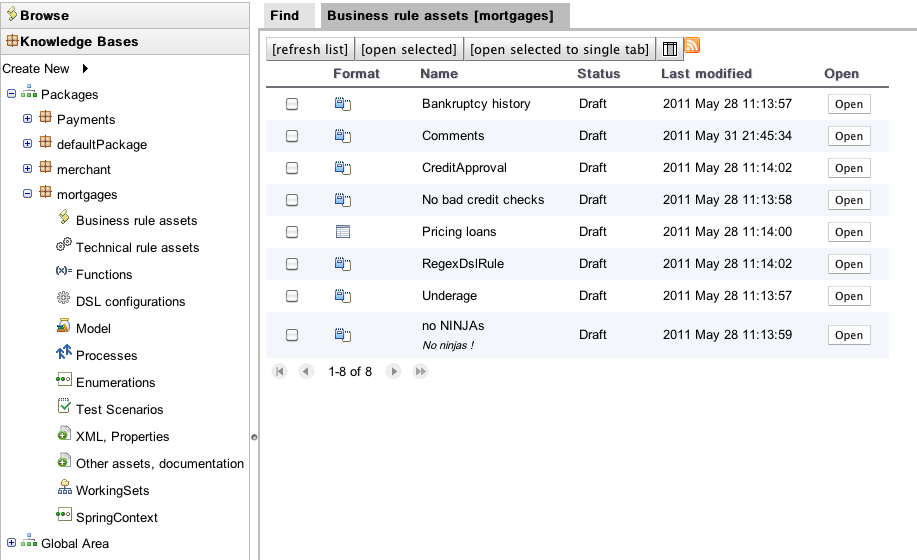 Browse
Knowledge Bases
Create New
Packages
Payments
defaultPackage
merchant
mortgages
Business rule assets
Technical rule assets
Functions
DSL configurations
Model
Processes
Enumerations
Test Scenarios
XML, Properties
Other assets, documentation
WorkingSets
SpringContext
Global Area
Find Business rule assets [mortgages]
[refresh list] [open selected] [open selected to single tab]
Format Name Status Last modified Open
Bankruptcy history Draft 2011 May 28 11:13:57 Open
Comments Draft 2011 May 31 21:45:34 Open
CreditApproval Draft 2011 May 28 11:14:02 Open
No bad credit checks Draft 2011 May 28 11:13:58 Open
Pricing loans Draft 2011 May 28 11:14:00 Open
RegexDslRule Draft 2011 May 28 11:14:02 Open
Underage Draft 2011 May 28 11:13:57 Open
no NINJAs Draft 2011 May 28 11:13:59 Open
No ninjas !
1-8 of 8